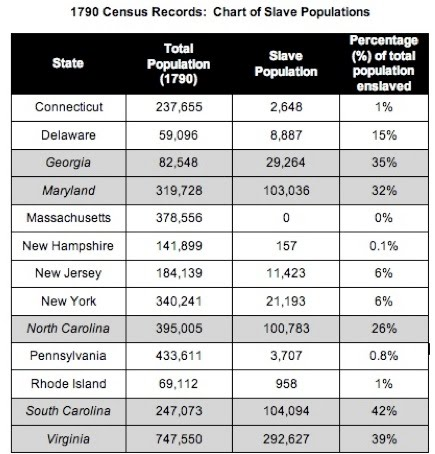 1790 Census Records: Chart of Slave Populations
State Total Population (1790) Slave Population Percentage (%) of total population enslaved
Connecticut 237,655 2,648 1%
Delaware 59,096 8,887 15%
Georgia 82,548 29,264 35%
Maryland 319,728 103,036 32%
Massachusetts 378,556 0 0%
New Hampshire 141,899 157 0.1%
New Jersey 184,139 11,423 6%
New York 340,241 21,193 6%
North Carolina 395,005 100,783 26%
Pennsylvania 433,611 3,707 0.8%
Rhode Island 69,112 958 1%
South Carolina 247,073 104,094 42%
Virginia 747,550 292,627 39%